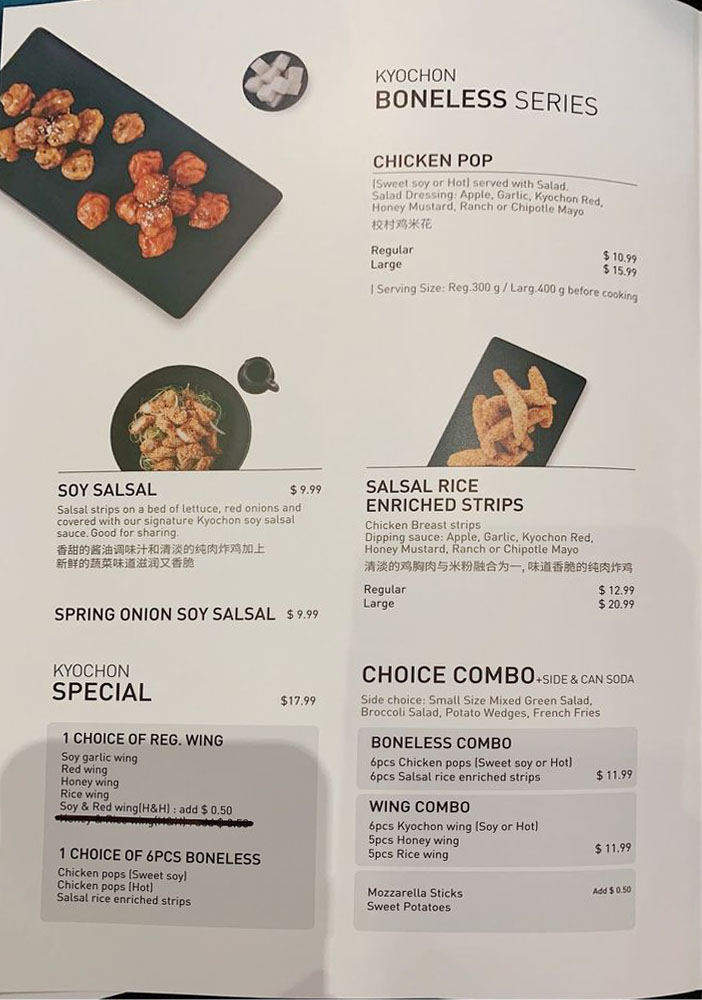 KYOCHON
BONELESS SERIES
CHICKEN POP
(Sweet soy or Hot) served with Salad.
Salad Dressing: Apple, Garlic, Kyochon Red,
Honey Mustard, Ranch or Chipotle Mayo
校村鸡米花
Regular $ 10.99
Large $ 15.99
| Serving Size: Reg.300 g / Larg.400 g before cooking
SOY SALSAL $ 9.99
Salsal strips on a bed of lettuce, red onions and
covered with our signature Kyochon soy salsal
sauce. Good for sharing.
香甜的酱油调味汁和清淡的纯肉炸鸡加上
新鲜的蔬菜味道滋润又香脆
SPRING ONION SOY SALSAL $ 9.99
SALSAL RICE
ENRICHED STRIPS
Chicken Breast strips
Dipping sauce: Apple, Garlic, Kyochon Red,
Honey Mustard, Ranch or Chipotle Mayo
清淡的鸡胸肉与米粉融合为一, 味道香脆的纯肉炸鸡
Regular $ 12.99
Large $ 20.99
KYOCHON
SPECIAL $17.99
1 CHOICE OF REG. WING
Soy garlic wing
Red wing
Honey wing
Rice wing
Soy & Red wing(H&H) : add $ 0.50
Honey & Rice wing(H&H) : add $ 0.50
1 CHOICE OF 6PCS BONELESS
Chicken pops (Sweet soy)
Chicken pops (Hot)
Salsal rice enriched strips
CHOICE COMBO +SIDE & CAN SODA
Side choice: Small Size Mixed Green Salad,
Broccoli Salad, Potato Wedges, French Fries
BONELESS COMBO
6pcs Chicken pops (Sweet soy or Hot)
6pcs Salsal rice enriched strips $ 11.99
WING COMBO
6pcs Kyochon wing (Soy or Hot)
5pcs Honey wing
5pcs Rice wing $ 11.99
Mozzarella Sticks Add $ 0.50
Sweet Potatoes